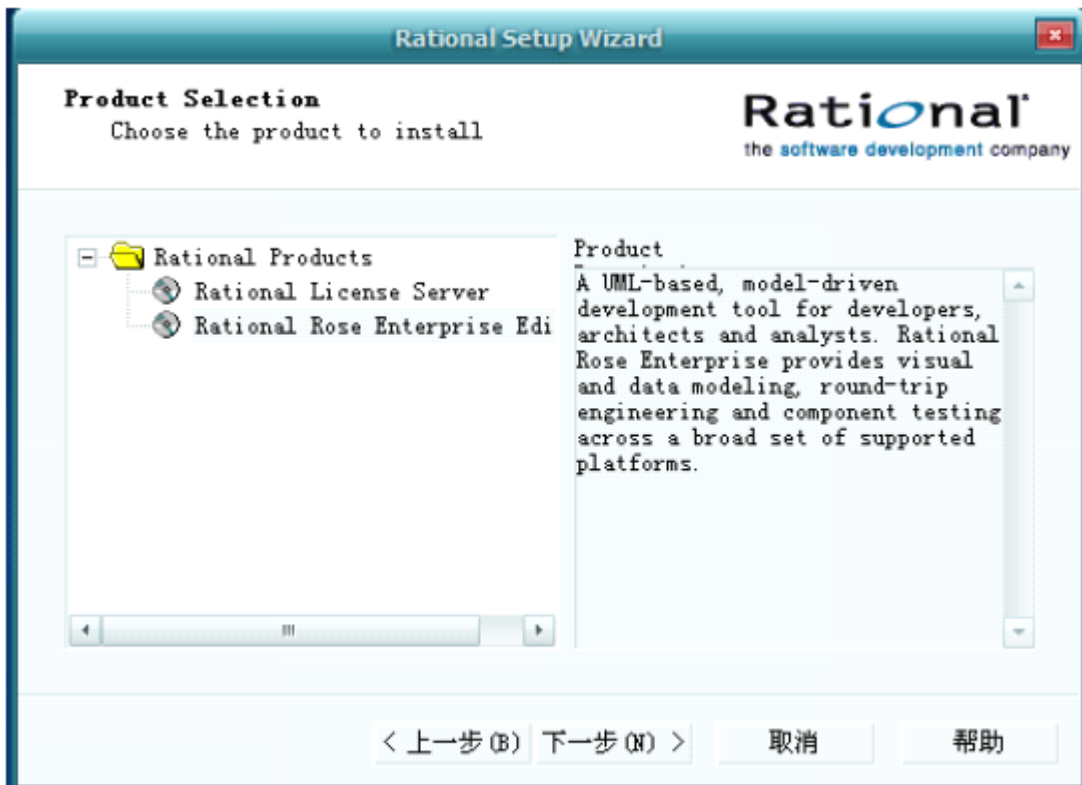 Rational Setup Wizard
Product Selection
Choose the product to install
Rational
the software development company
Rational Products
Rational License Server
Rational Rose Enterprise Edi
Product
A UML-based, model-driven
development tool for developers,
architects and analysts. Rational
Rose Enterprise provides visual
and data modeling, round-trip
engineering and component testing
across a broad set of supported
platforms.
< 上一步(B) 下一步(N) > 取消 帮助